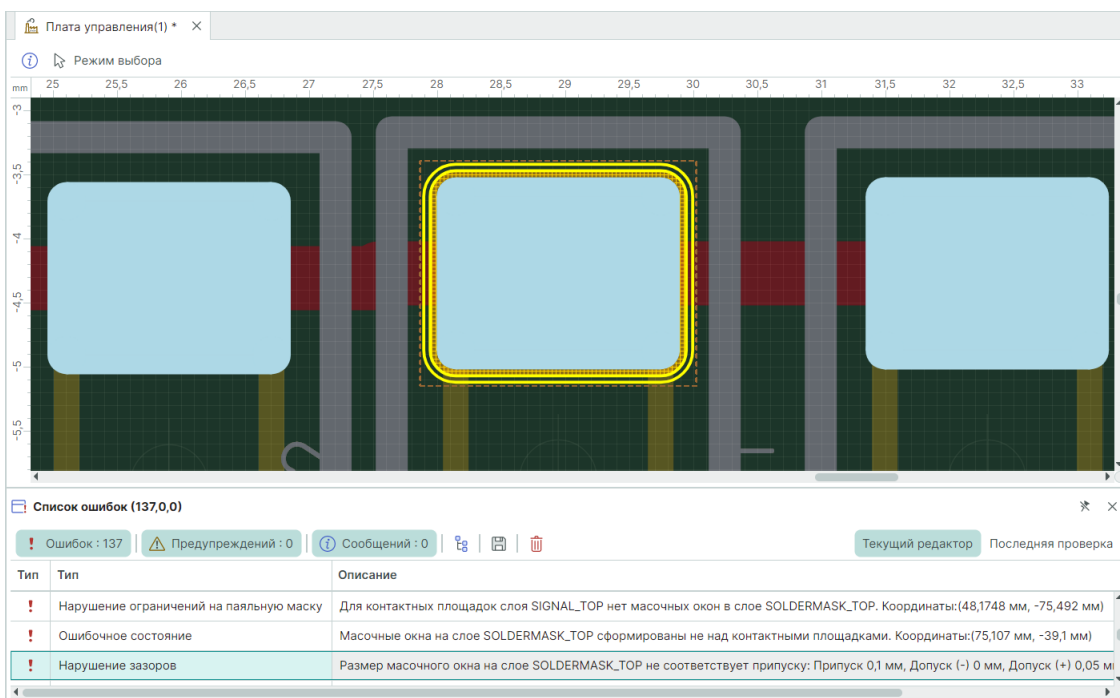 Плата управления(1) *
Режим выбора
mm 25 25,5 26 26,5 27 27,5 28 28,5 29 29,5 30 30,5 31 31,5 32 32,5 33
-3
-3,5
-4
-4,5
-5
-5,5
Список ошибок (137,0,0)
Ошибок : 137 Предупреждений : 0 Сообщений : 0 Текущий редактор Последняя проверка
Тип Тип Описание
Нарушение ограничений на паяльную маску Для контактных площадок слоя SIGNAL_TOP нет масочных окон в слое SOLDERMASK_TOP. Координаты:(48,1748 мм, -75,492 мм)
Ошибочное состояние Масочные окна на слое SOLDERMASK_TOP сформированы не над контактными площадками. Координаты:(75,107 мм, -39,1 мм)
Нарушение зазоров Размер масочного окна на слое SOLDERMASK_TOP не соответствует припуску: Припуск 0,1 мм, Допуск (-) 0 мм, Допуск (+) 0,05